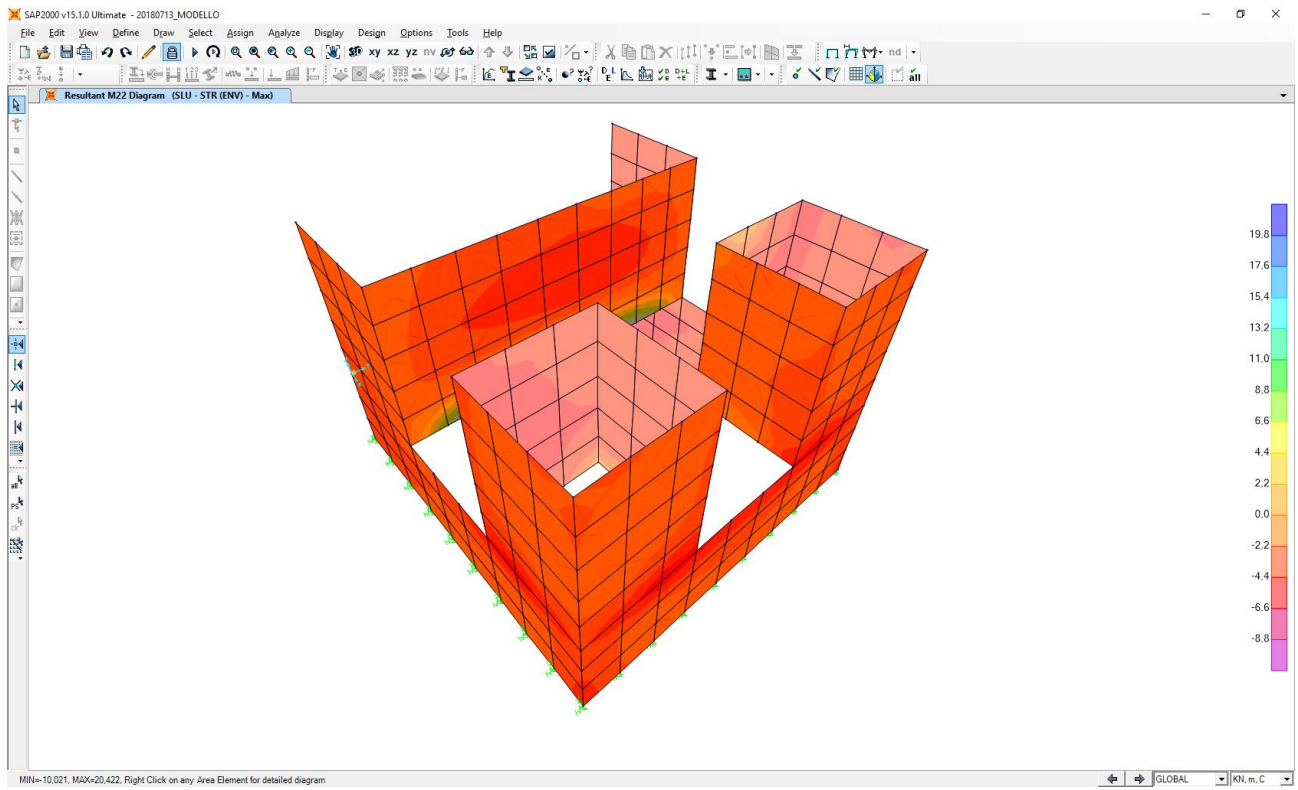 SAP2000 v15.1.0 Ultimate - 20180713_MODELLO
File Edit View Define Draw Select Assign Analyze Display Design Options Tools Help
xy xz yz nv
nd
all
Resultant M22 Diagram (SLU - STR (ENV) - Max)
19,8
17,6
15,4
13,2
11,0
8,8
6,6
4,4
2,2
0,0
-2,2
-4,4
-6,6
-8,8
all
PS
clr
MIN=-10,021, MAX=20,422, Right Click on any Area Element for detailed diagram
GLOBAL
KN, m, C